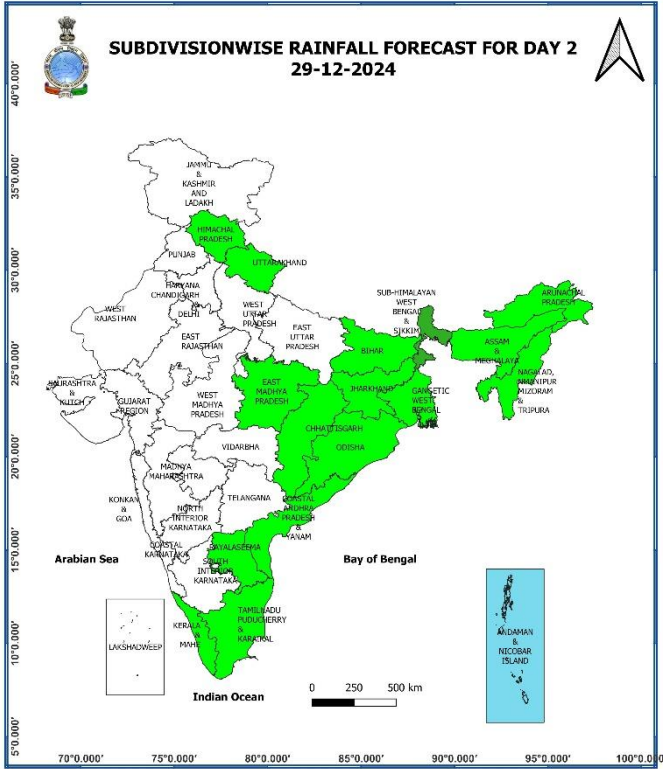 SUBDIVISIONWISE RAINFALL FORECAST FOR DAY 2
29-12-2024
40°0.000'
35°0.000'
30°0.000'
25°0.000'
20°0.000'
15°0.000'
10°0.000'
5°0.000'
JAMMU
&
KASHMIR
AND
LADAKH
HIMACHAL
PRADESH
PUNJAB
UTTARAKHAND
HARYANA
CHANDIGARH
DELHI
WEST
RAJASTHAN
WEST
UTTAR
PRADESH
EAST
UTTAR
PRADESH
EAST
RAJASTHAN
SUB-HIMALAYAN
WEST
BENGAL
&
SIKKIM
ARUNACHAL
PRADESH
ASSAM
&
MEGHALAYA
NAGALAD,
MANIPUR
MIZORAM
&
TRIPURA
BIHAR
JHARKHAND
GANGETIC
WEST
BENGAL
SAURASHTRA
&
KUTCH
GUJARAT
REGION
WEST
MADHYA
PRADESH
EAST
MADHYA
PRADESH
CHHATTISGARH
ODISHA
VIDARBHA
MADHYA
MAHARASHTRA
KONKAN
&
GOA
TELANGANA
NORTH
INTERIOR
KARNATAKA
COASTAL
ARDHRA
PRADESH
&
YANAM
COASTAL
KARNATAKA
RAYALASEEMA
SOUTH
INTERIOR
KARNATAKA
Arabian Sea
Bay of Bengal
LAKSHADWEEP
KERALA
&
MAHE
PUDUCHERRY
&
KARAIKAL
ANDAMAN
&
NICOBAR
ISLAND
Indian Ocean
0 250 500 km
70°0.000' 75°0.000' 80°0.000' 85°0.000' 90°0.000' 95°0.000'